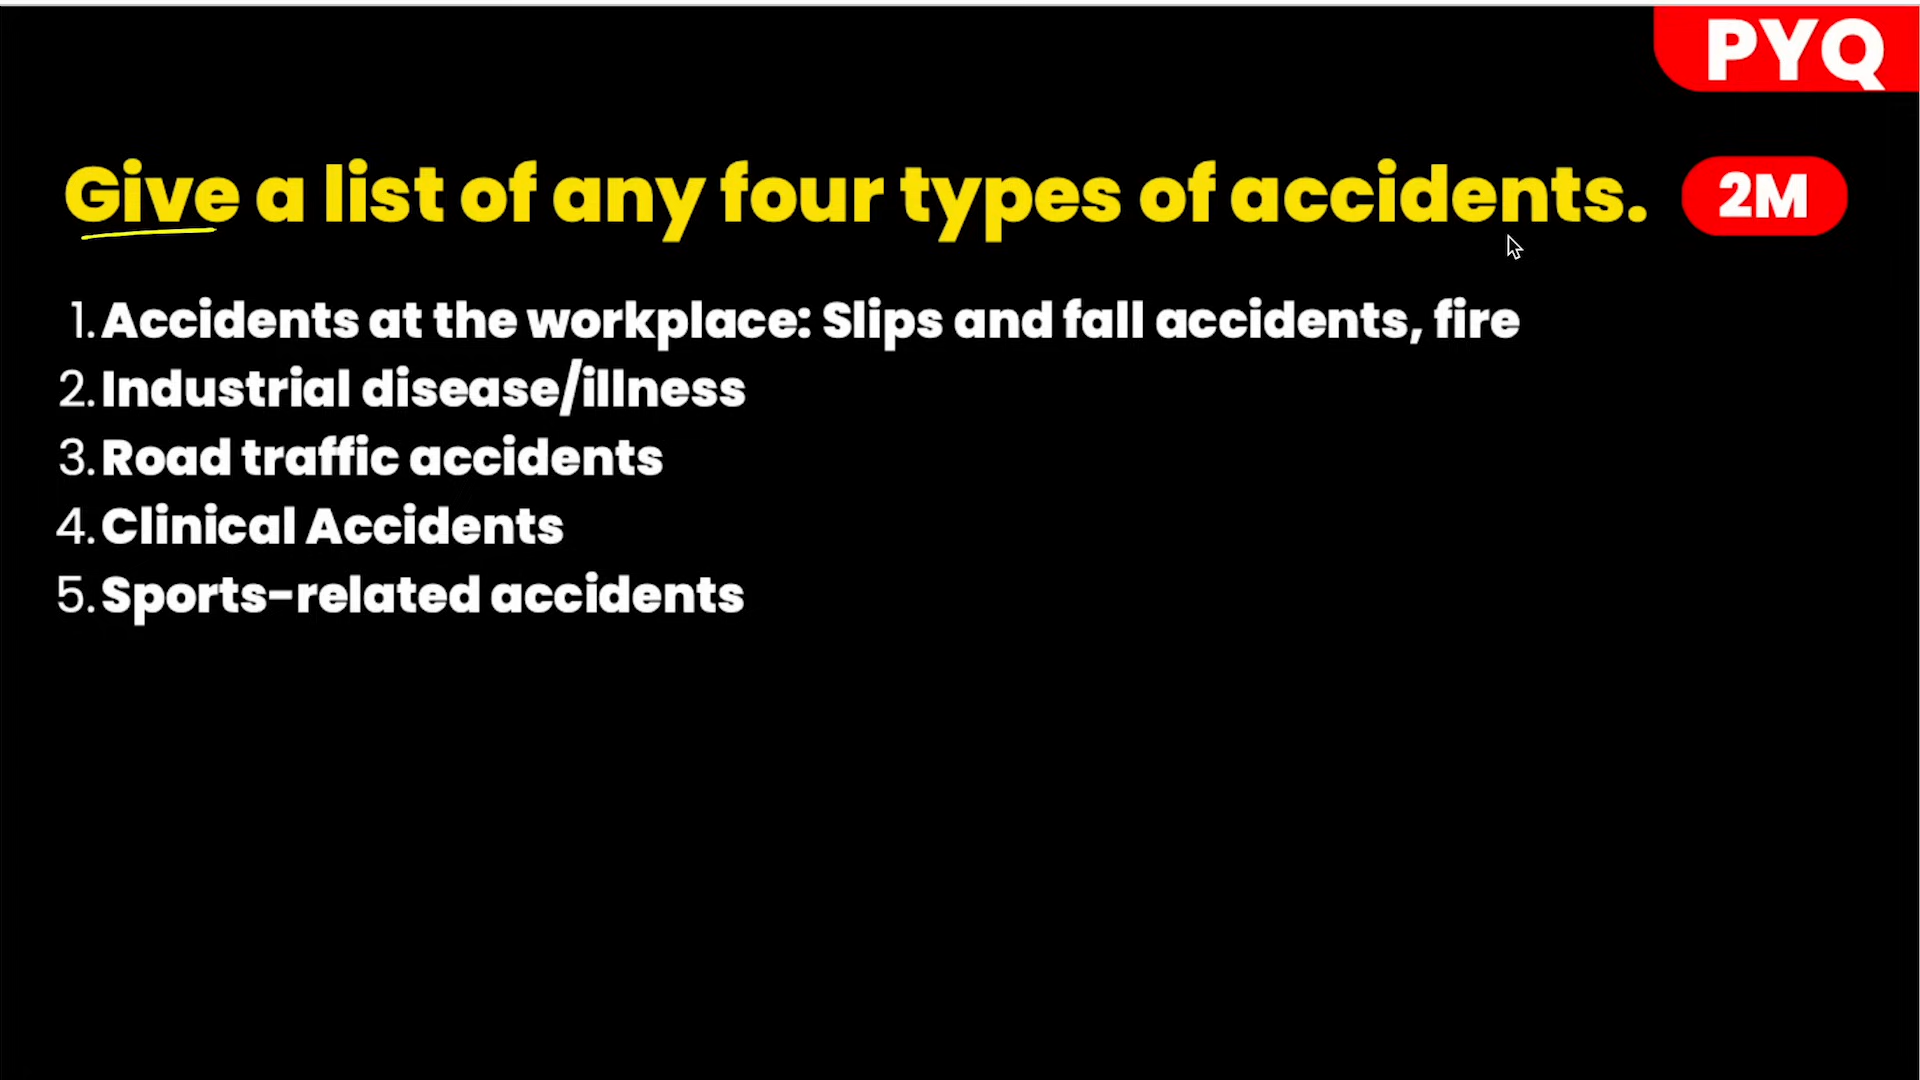 PYQ
Give a list of any four types of accidents. 2M
1. Accidents at the workplace: Slips and fall accidents, fire
2. Industrial disease/illness
3. Road traffic accidents
4. Clinical Accidents
5. Sports-related accidents